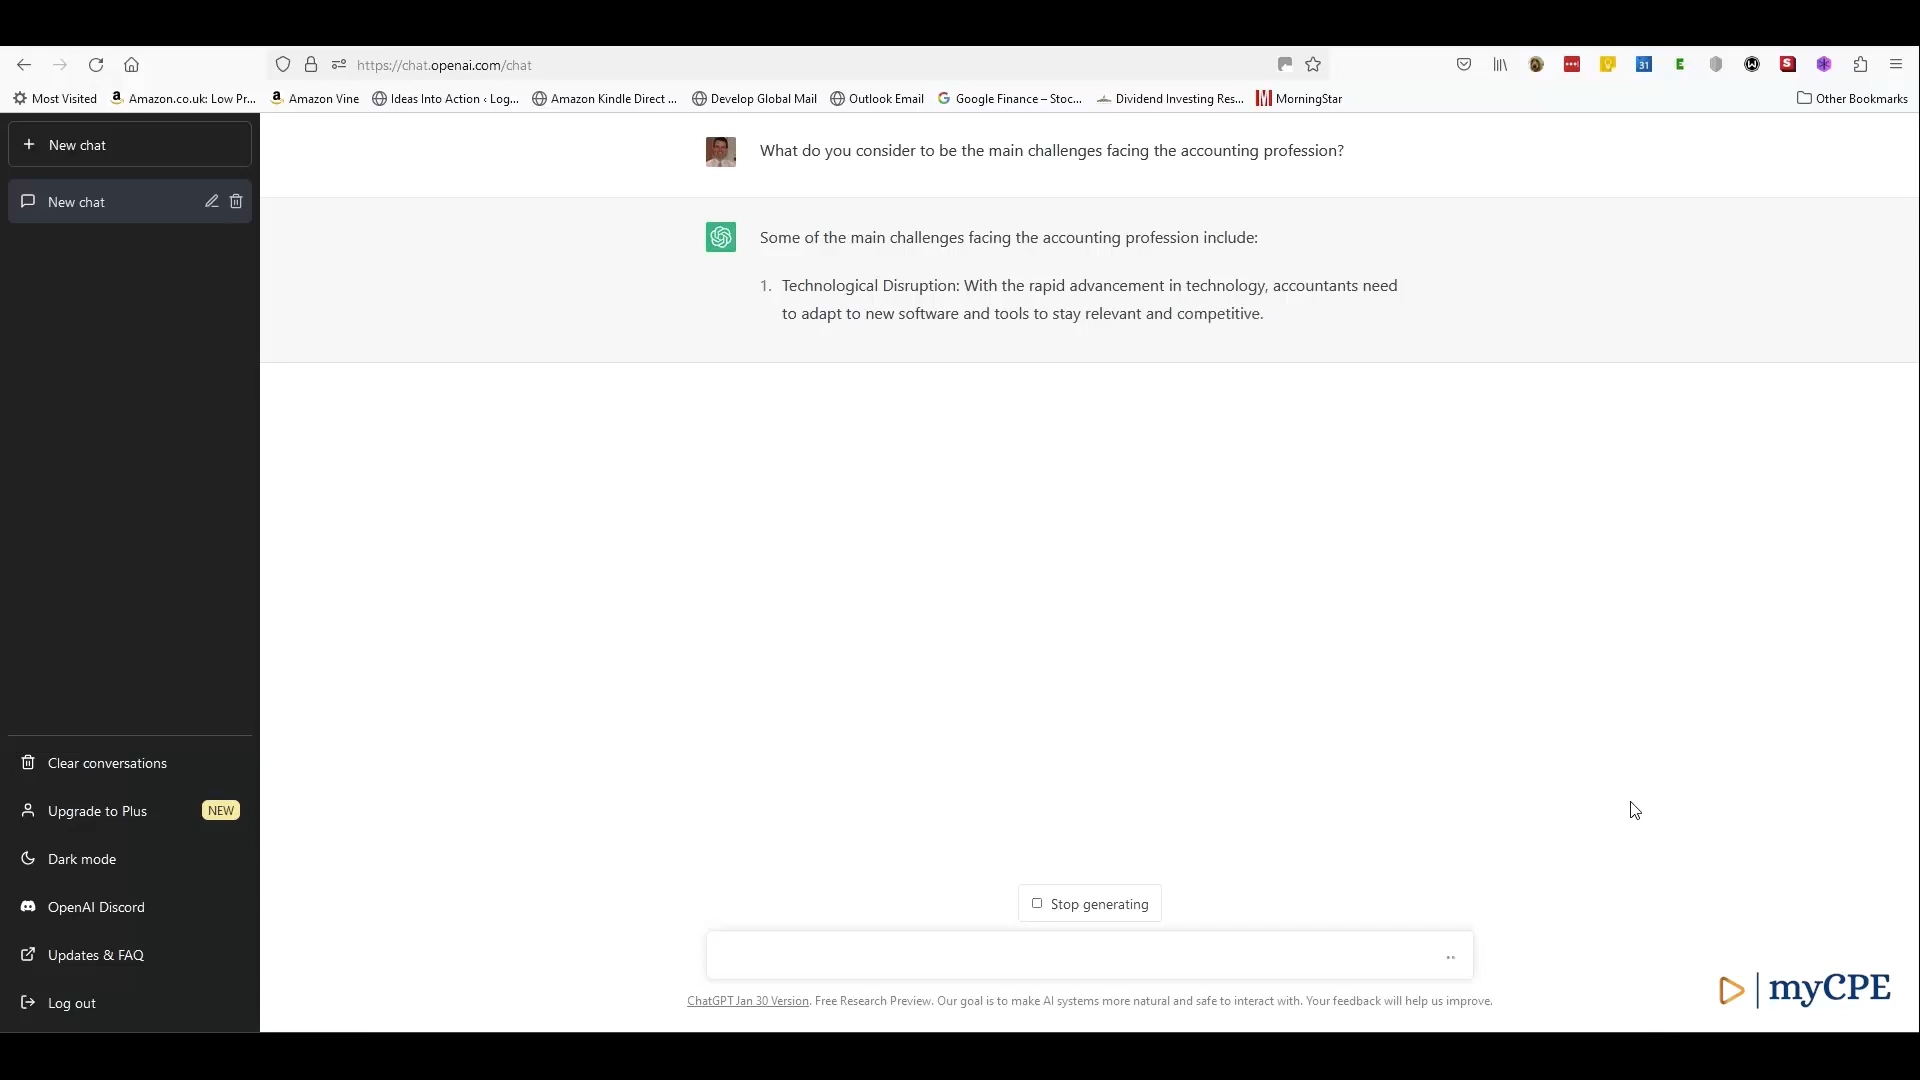 https://chat.openai.com/chat
31
E
S
Most Visited
Amazon.co.uk: Low Pr...
Amazon Vine
Ideas Into Action ‹ Log...
Amazon Kindle Direct ...
Develop Global Mail
Outlook Email
Google Finance – Stoc...
Dividend Investing Res...
MorningStar
Other Bookmarks
New chat
New chat
What do you consider to be the main challenges facing the accounting profession?
Some of the main challenges facing the accounting profession include:
1. Technological Disruption: With the rapid advancement in technology, accountants need
to adapt to new software and tools to stay relevant and competitive.
Clear conversations
Upgrade to Plus NEW
Dark mode
OpenAI Discord
Updates & FAQ
Log out
Stop generating
ChatGPT Jan 30 Version. Free Research Preview. Our goal is to make AI systems more natural and safe to interact with. Your feedback will help us improve.
myCPE